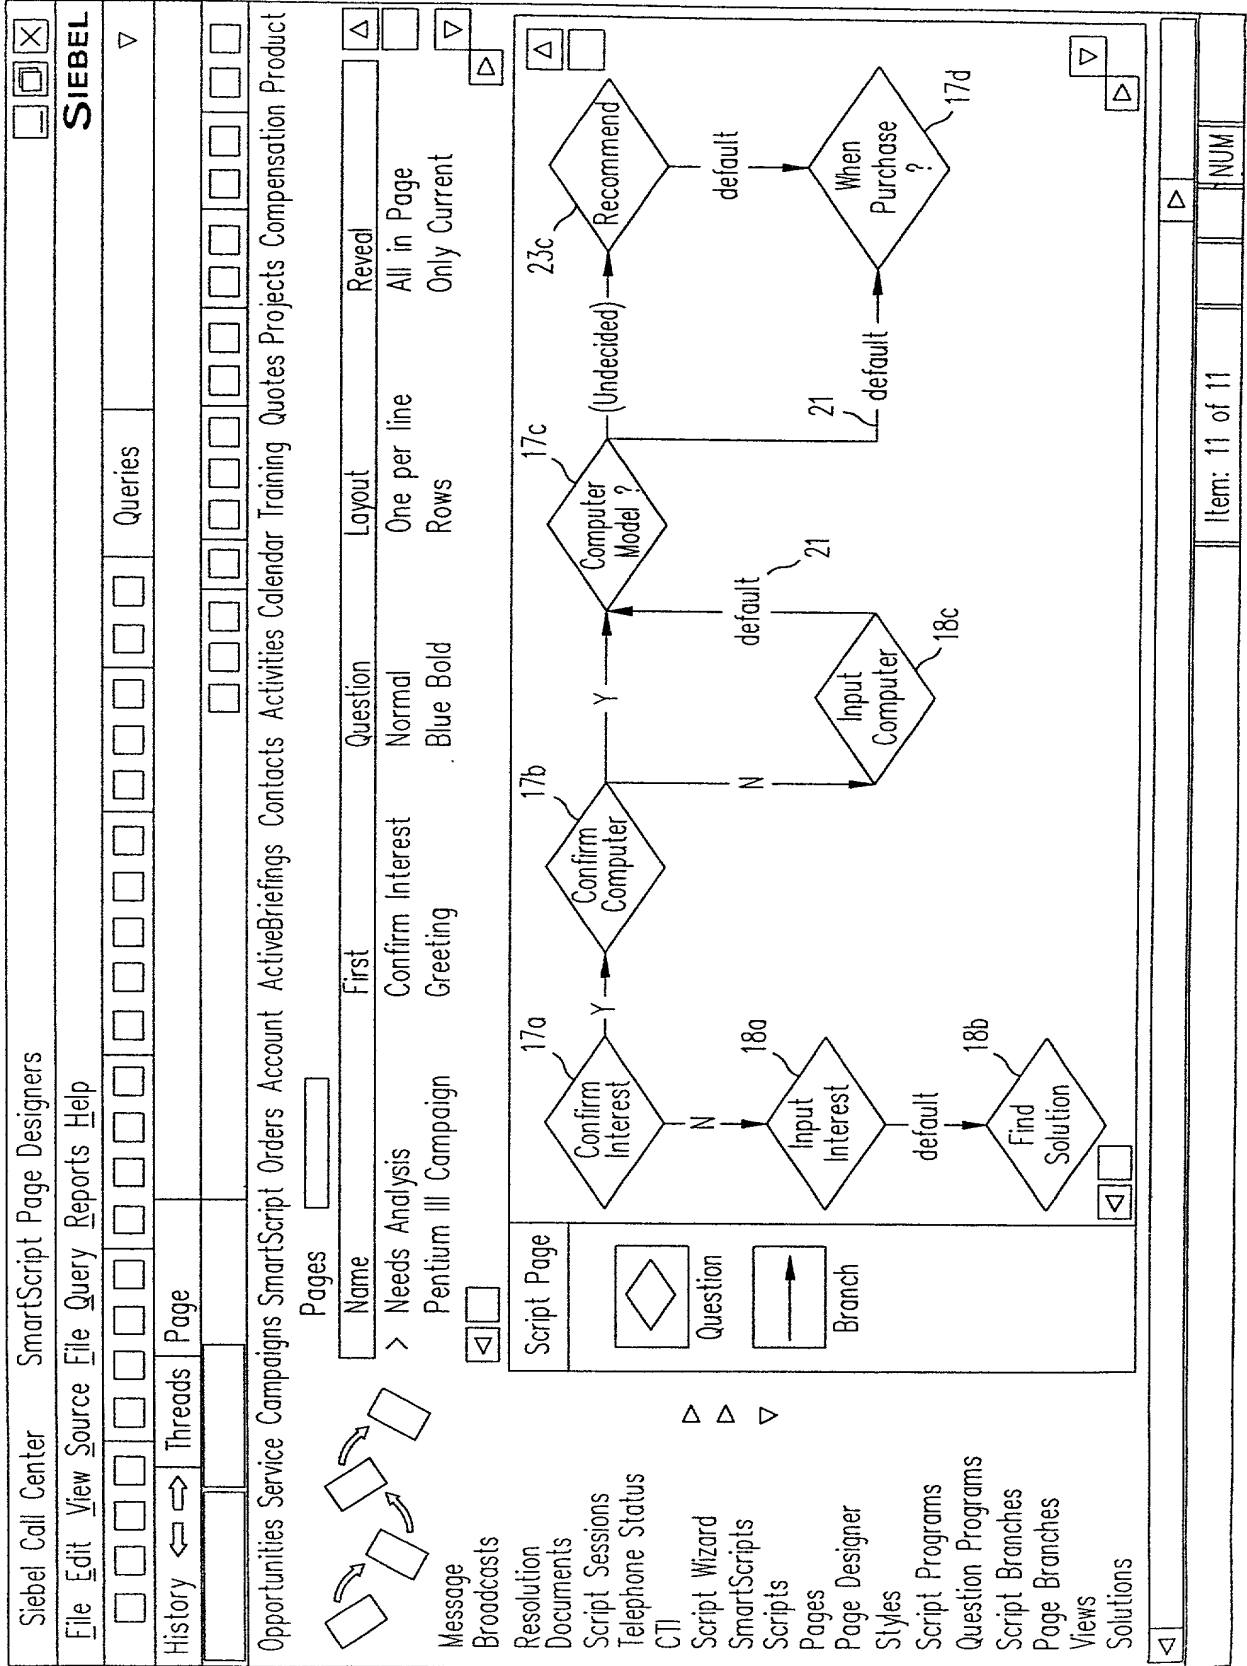 Siebel Call Center SmartScript Page Designers
SIEBEL
File Edit View Source File Query Reports Help
Queries
History Threads Page
Opportunities Service Campaigns SmartScript Orders Account ActiveBriefings Contacts Activities Calendar Training Quotes Projects Compensation Product
Pages
Name First Question Layout Reveal
> Needs Analysis Confirm Interest Normal One per line All in Page
Pentium III Campaign Greeting Blue Bold Rows Only Current
Message
Broadcasts
Resolution
Documents
Script Sessions
Telephone Status
CTI
Script Wizard
SmartScripts
Scripts
Pages
Page Designer
Styles
Script Programs
Question Programs
Script Branches
Page Branches
Views
Solutions
Script Page
Question
Branch
17a
Confirm
Interest
Y
N
18a
Input
Interest
default
18b
Find
Solution
17b
Confirm
Computer
Y
N
Input
Computer
18c
default
21
17c
Computer
Model ?
(Undecided)
21
default
23c
Recommend
default
When
Purchase
?
17d
Item: 11 of 11
NUM